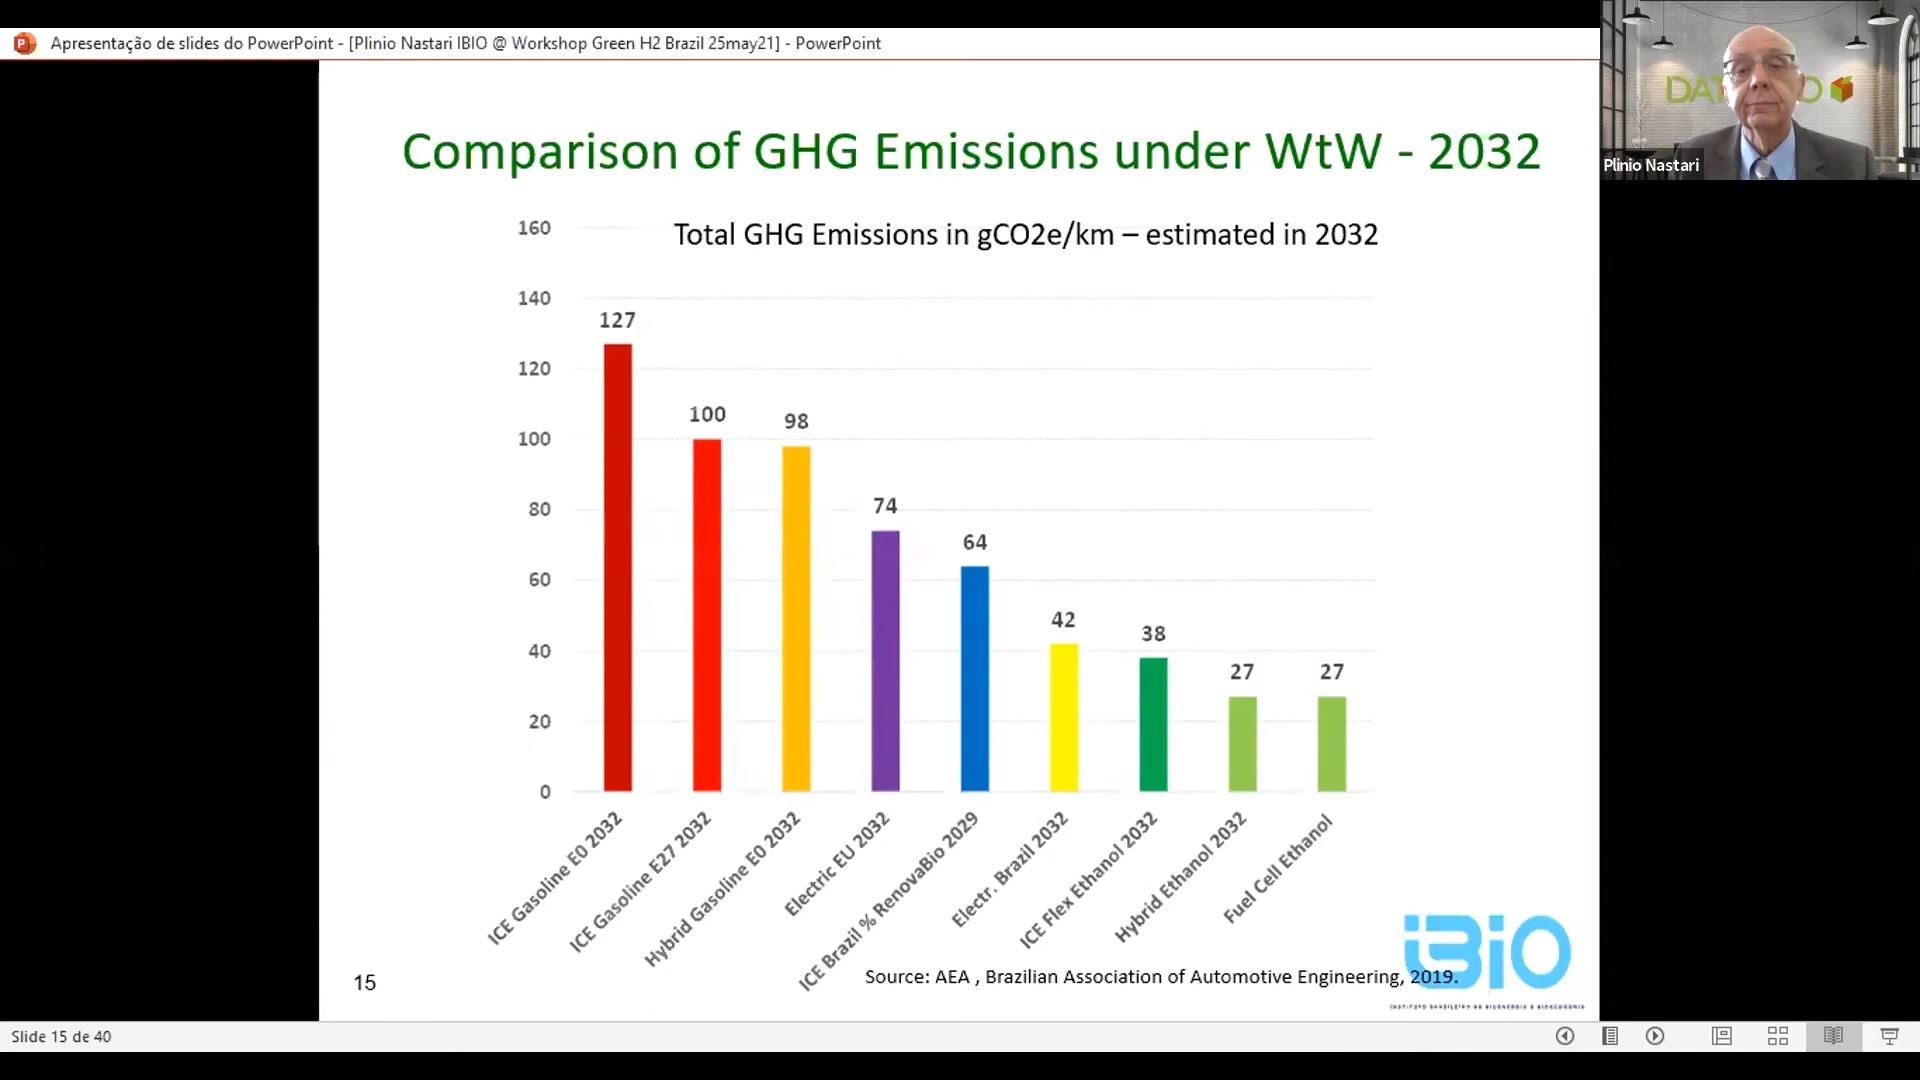 Apresentação de slides do PowerPoint - [Plinio Nastari IBIO @ Workshop Green H2 Brazil 25may21] - PowerPoint
Plinio Nastari
Comparison of GHG Emissions under WtW - 2032
Total GHG Emissions in gCO2e/km – estimated in 2032
160
140
120
100
80
60
40
20
0
127
100
98
74
64
42
38
27
27
ICE Gasoline E0 2032
ICE Gasoline E27 2032
Hybrid Gasoline E0 2032
Electric EU 2032
ICE Brazil % RenovaBio 2029
Electr. Brazil 2032
ICE Flex Ethanol 2032
Hybrid Ethanol 2032
Fuel Cell Ethanol
iBiO
INSTITUTO BRASILEIRO DE BIOENERGIA E BIOECONOMIA
Source: AEA , Brazilian Association of Automotive Engineering, 2019.
15
Slide 15 de 40